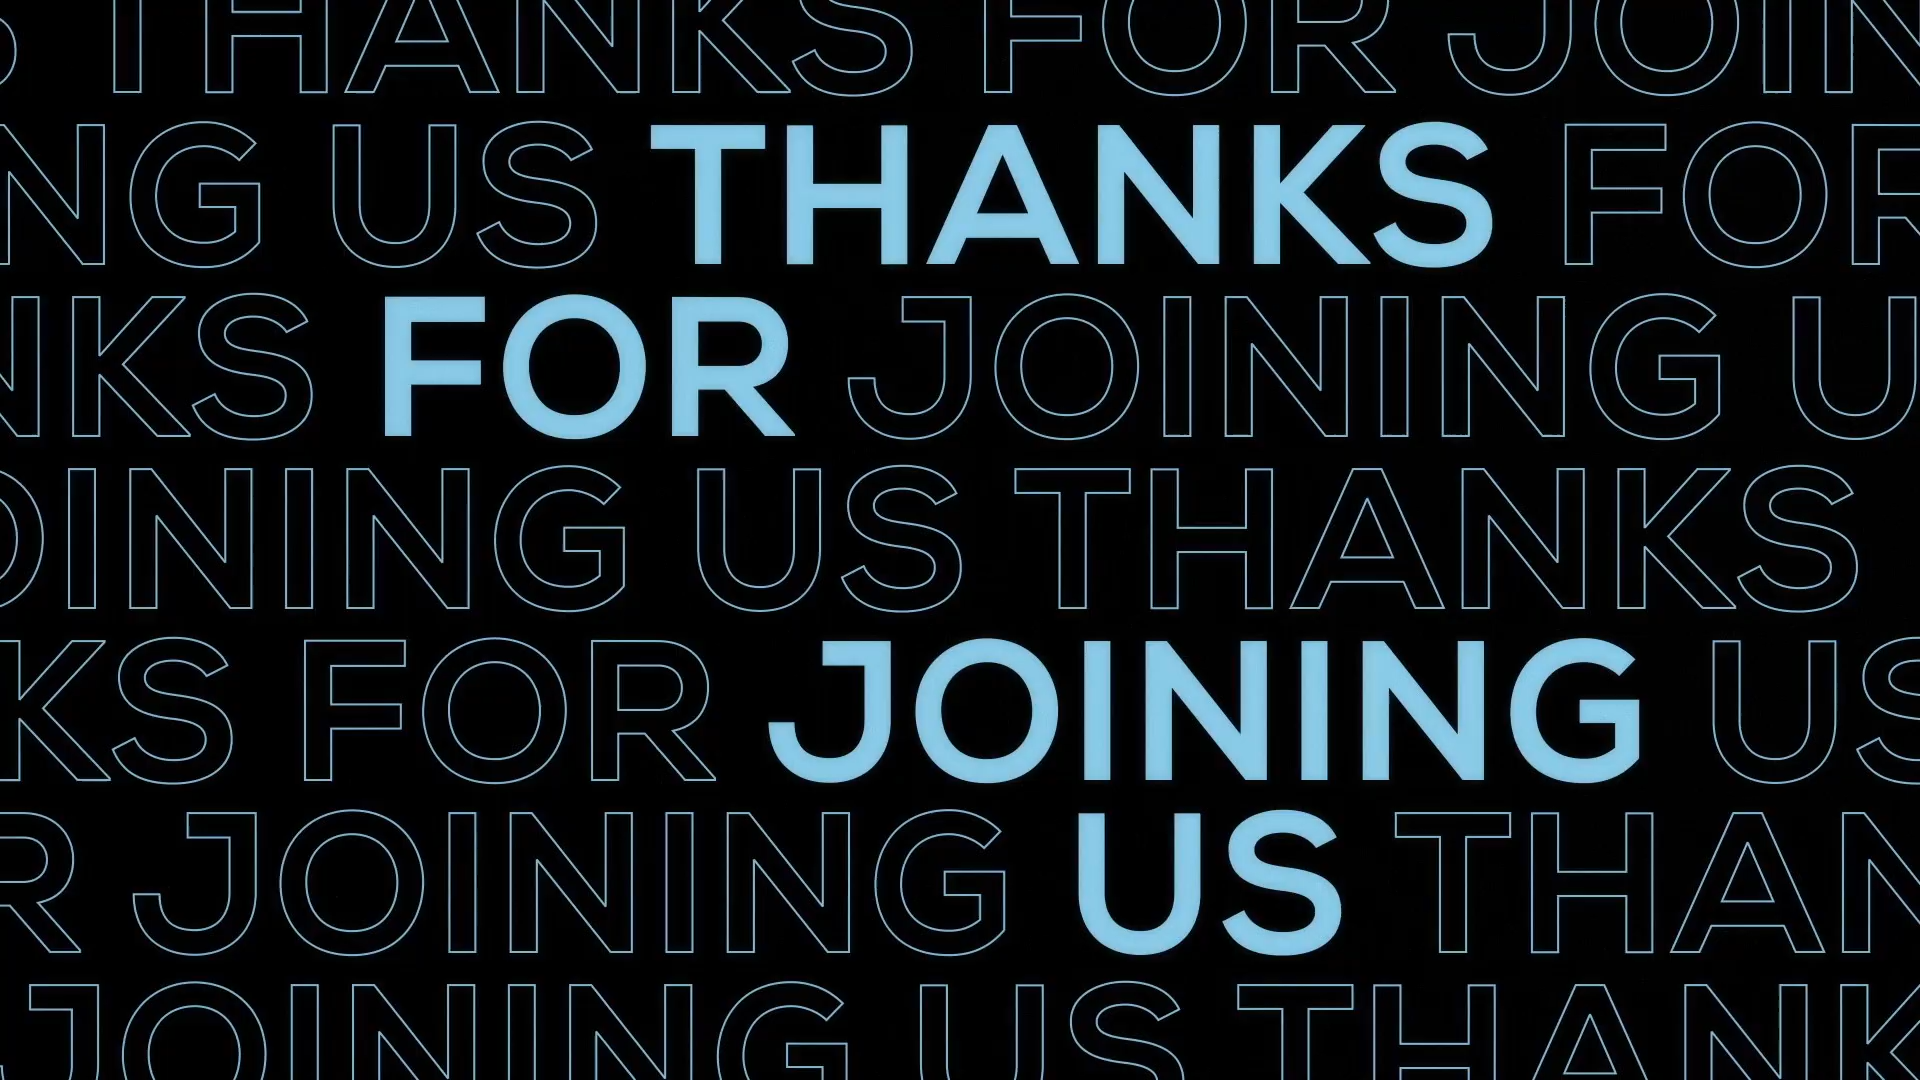 THANKS FOR JOIN
NG US THANKS FOR
NKS FOR JOINING U
OINING US THANKS
KS FOR JOINING US
R JOINING US THAN
JOINING US THANK